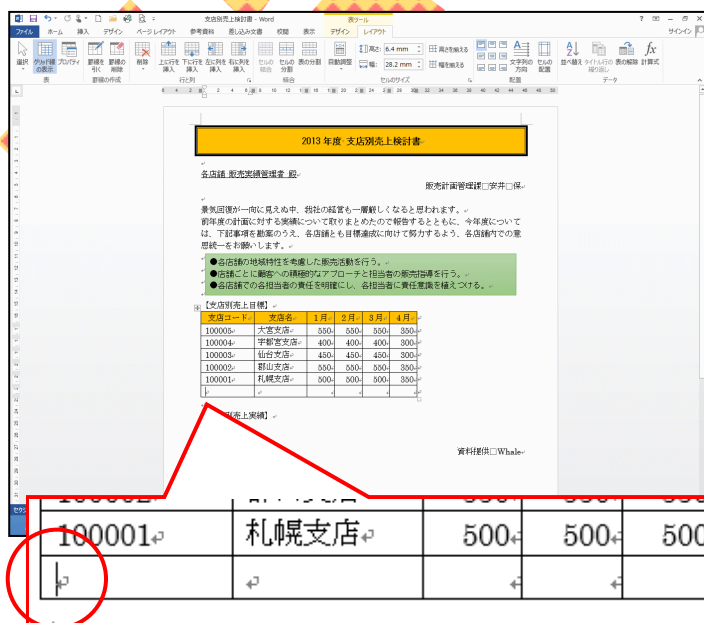 支店別売上検討書 - Word
表ツール
サインイン
ファイル ホーム 挿入 デザイン ページレイアウト 参考資料 差し込み文書 校閲 表示 デザイン レイアウト
選択 グリッド線の表示 プロパティ 罫線を引く 罫線の削除 削除 上に行を挿入 下に行を挿入 左に列を挿入 右に列を挿入 セルの結合 セルの分割 表の分割 自動調整 高さ: 6.4 mm 幅: 28.2 mm 高さを揃える 幅を揃える 文字列の方向 セルの配置 並べ替え タイトル行の繰り返し 表の解除 計算式
表 罫線の作成 行と列 結合 セルのサイズ 配置 データ
2013 年度 支店別売上検討書
各店舗 販売実績管理者 殿
販売計画管理課□安井□保
景気回復が一向に見えぬ中、我社の経営も一層厳しくなると思われます。
前年度の計画に対する実績について取りまとめたので報告するとともに、今年度について
は、下記事項を勘案のうえ、各店舗とも目標達成に向けて努力するよう、各店舗内での意
思統一をお願いします。
●各店舗の地域特性を考慮した販売活動を行う。
●店舗ごとに顧客への積極的なアプローチと担当者の販売指導を行う。
●各店舗での各担当者の責任を明確にし、各担当者に責任意識を植えつける。
【支店別売上目標】
支店コード 支店名 1月 2月 3月 4月
100005 大宮支店 550 550 550 350
100004 宇都宮支店 400 400 400 300
100003 仙台支店 450 450 450 300
100002 郡山支店 550 550 550 350
100001 札幌支店 500 500 500 350
別売上実績】
資料提供□Whale
100001 札幌支店 500 500 500